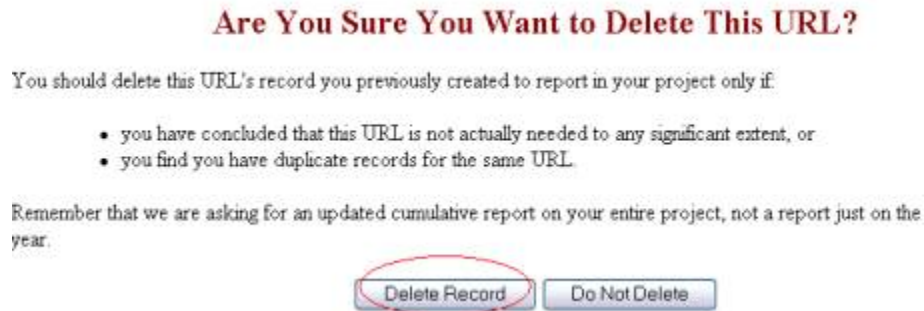 Are You Sure You Want to Delete This URL?
You should delete this URL's record you previously created to report in your project only if:
• you have concluded that this URL is not actually needed to any significant extent, or
• you find you have duplicate records for the same URL.
Remember that we are asking for an updated cumulative report on your entire project, not a report just on the
year.
Delete Record Do Not Delete